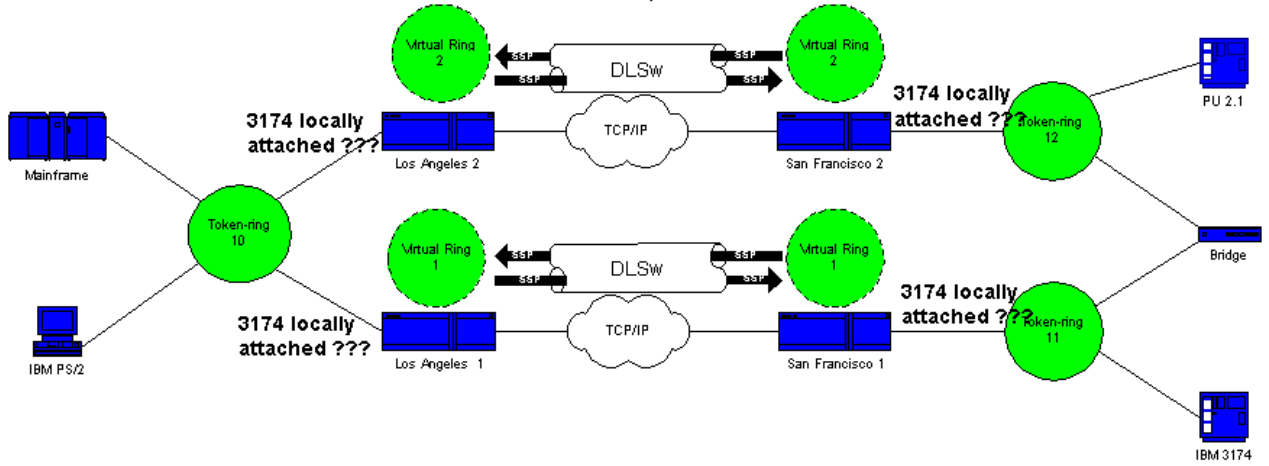 Virtual Ring
2
SSP
SSP
DLSw
SSP
SSP
Virtual Ring
2
PU 2.1
3174 locally
attached ???
Los Angeles 2
TCP/IP
San Francisco 2
3174 locally
attached ???
Token-ring
12
Mainframe
Token-ring
10
Virtual Ring
1
SSP
SSP
DLSw
SSP
SSP
Virtual Ring
1
Bridge
3174 locally
attached ???
Los Angeles 1
TCP/IP
San Francisco 1
3174 locally
attached ???
Token-ring
11
IBM PS/2
IBM 3174